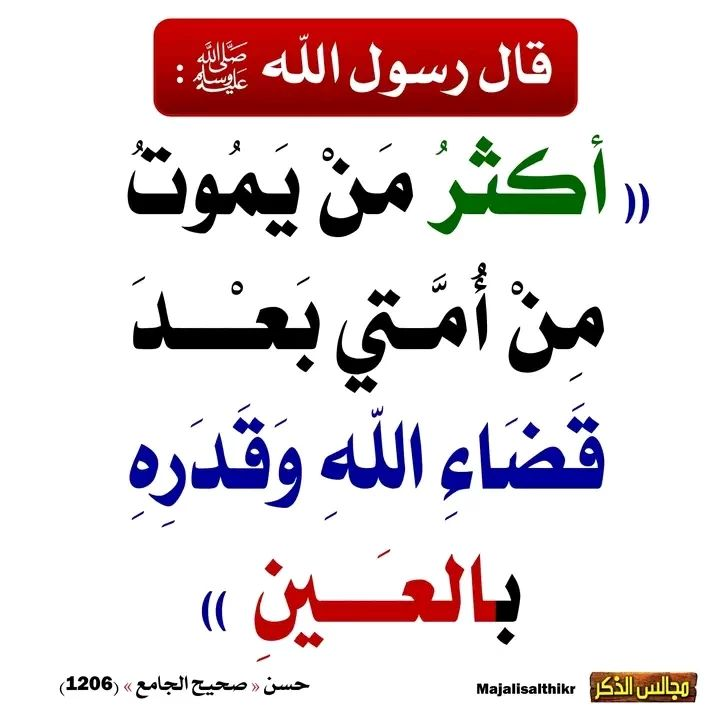 قال رسول الله ﷺ :
(( أكثرُ مَنْ يَمُوتُ
مِنْ أُمَّتي بَعْـدَ
قَضَاءِ اللّهِ وَقَدَرِهِ
بالعَـينِ ))
حسن « صحيح الجامع » (1206)
Majalisalthikr
مجالس الذكر